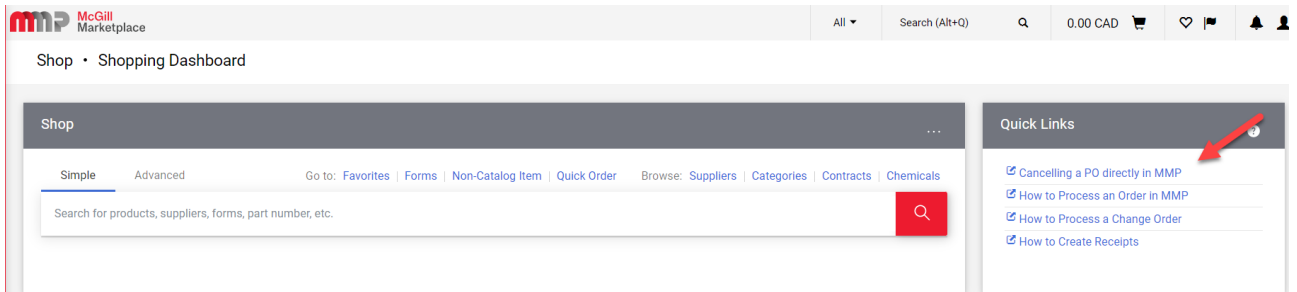 MMP McGill
Marketplace
All
Search (Alt+Q)
0.00 CAD
Shop • Shopping Dashboard
Shop
...
Simple
Advanced
Go to: Favorites | Forms | Non-Catalog Item | Quick Order
Browse: Suppliers | Categories | Contracts | Chemicals
Search for products, suppliers, forms, part number, etc.
Quick Links
?
Cancelling a PO directly in MMP
How to Process an Order in MMP
How to Process a Change Order
How to Create Receipts